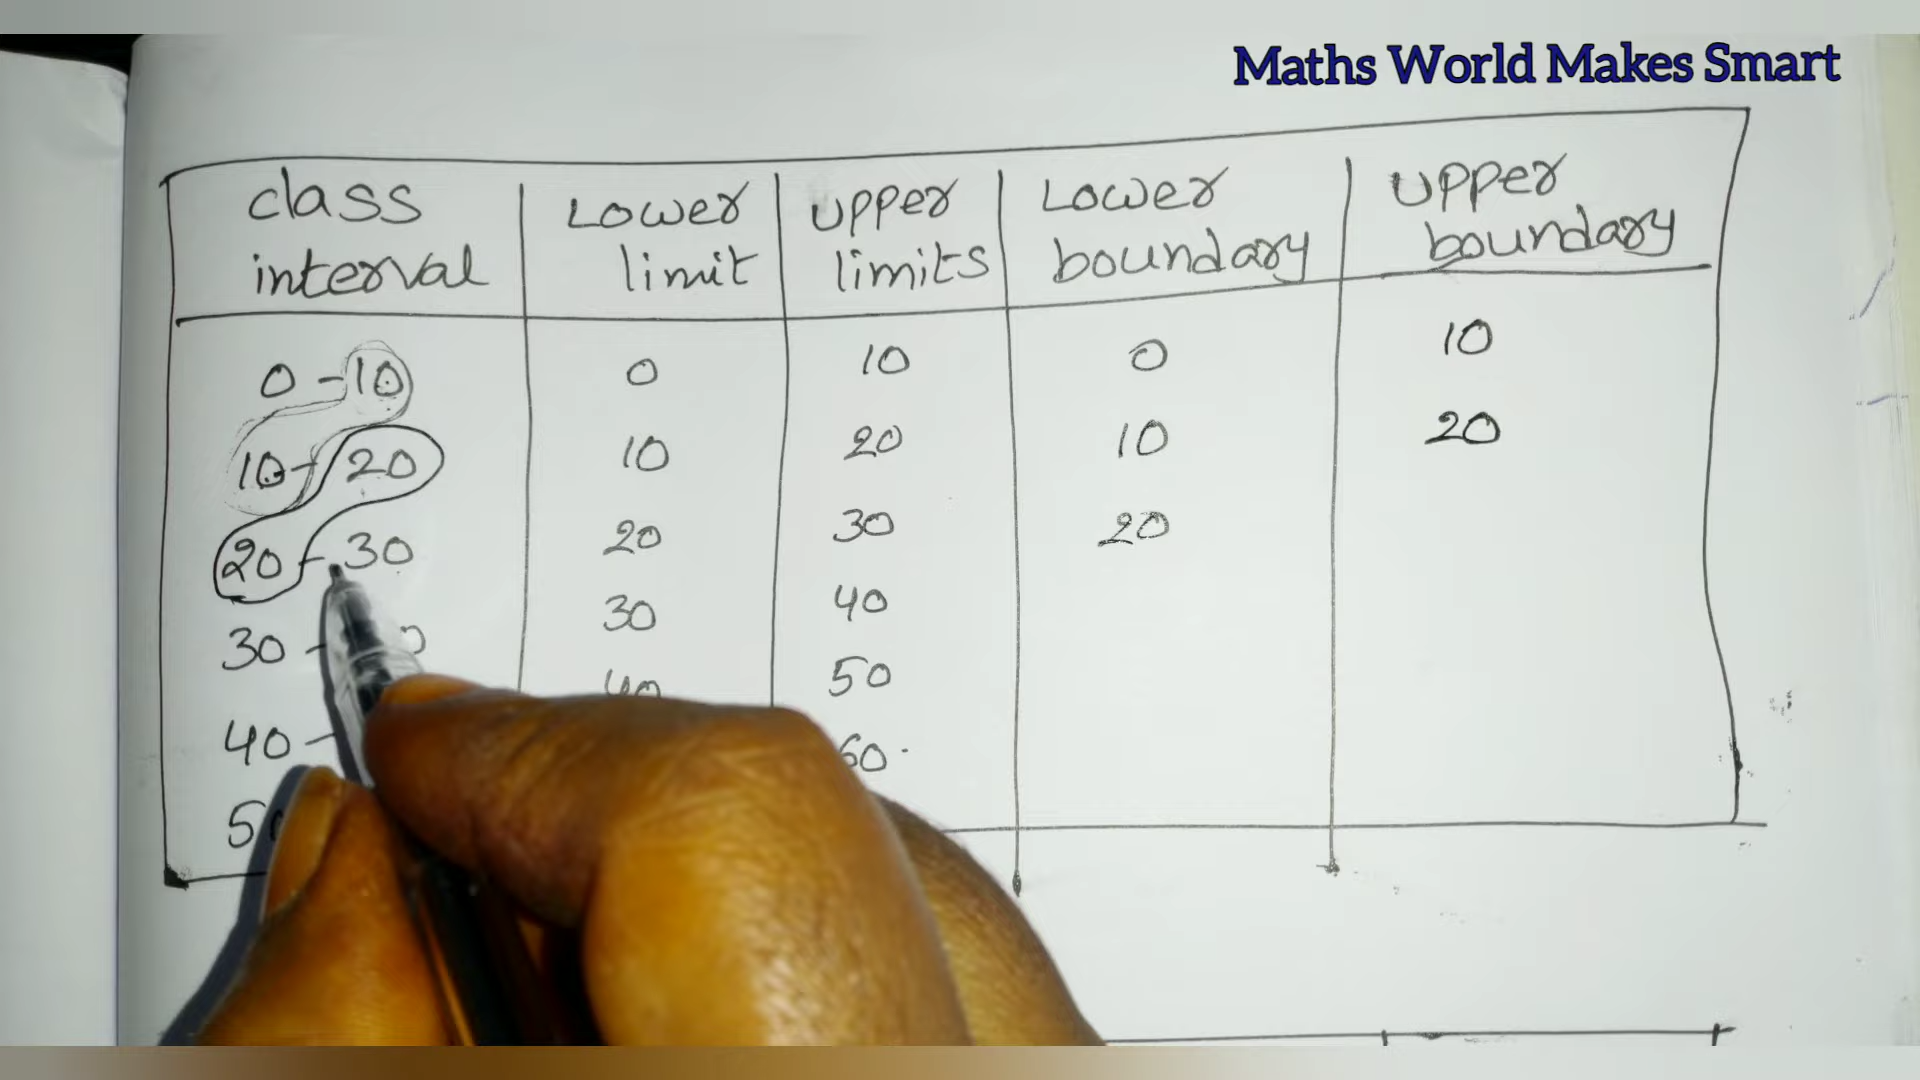 Maths World Makes Smart
class interval Lower limit Upper limits Lower boundary Upper boundary
0 - 10 0 10 0 10
10 - 20 10 20 10 20
20 - 30 20 30 20
30 - 30 40
40 - 40 50
50 60